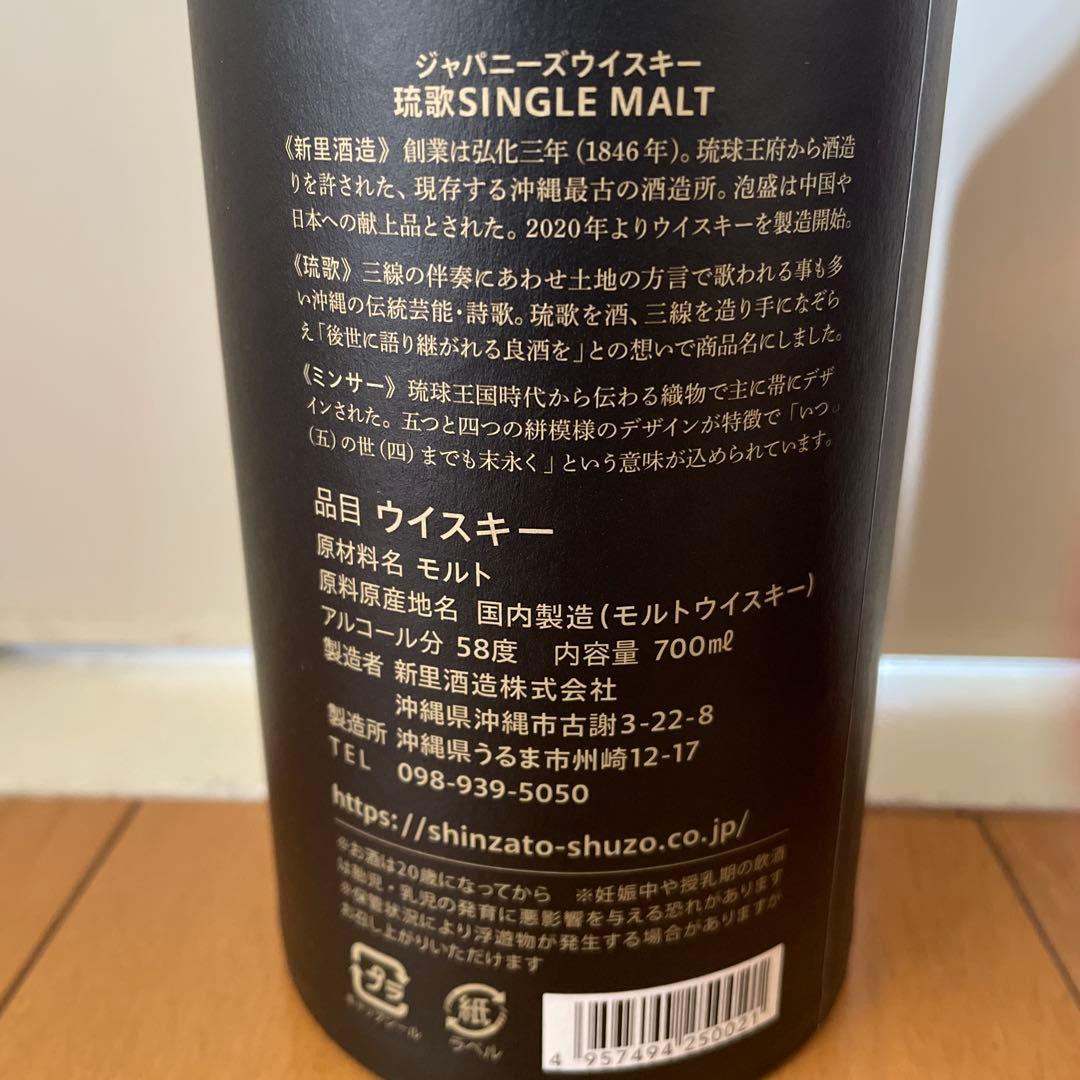 ジャパニーズウイスキー
琉歌SINGLE MALT
《新里酒造》創業は弘化三年(1846年)。琉球王府から酒造
りを許された、現存する沖縄最古の酒造所。泡盛は中国や
日本への献上品とされた。2020年よりウイスキーを製造開始。
《琉歌》三線の伴奏にあわせ土地の方言で歌われる事も多
い沖縄の伝統芸能・詩歌。琉歌を酒、三線を造り手になぞら
え「後世に語り継がれる良酒を」との想いで商品名にしました。
《ミンサー》琉球王国時代から伝わる織物で主に帯にデザ
インされた。五つと四つの絣模様のデザインが特徴で「いつ
(五)の世(四)までも末永く」という意味が込められています。
品目 ウイスキー
原材料名 モルト
原料原産地名 国内製造(モルトウイスキー)
アルコール分 58度 内容量 700㎖
製造者 新里酒造株式会社
沖縄県沖縄市古謝3-22-8
製造所 沖縄県うるま市州崎12-17
TEL 098-939-5050
https://shinzato-shuzo.co.jp/
※お酒は20歳になってから ※妊娠中や授乳期の飲酒
は胎児・乳児の発育に悪影響を与える恐れがあります
※保管状況により浮遊物が発生する場合がありますが
お召し上がりいただけます
プラ
紙
ラベル
4 957494 250021